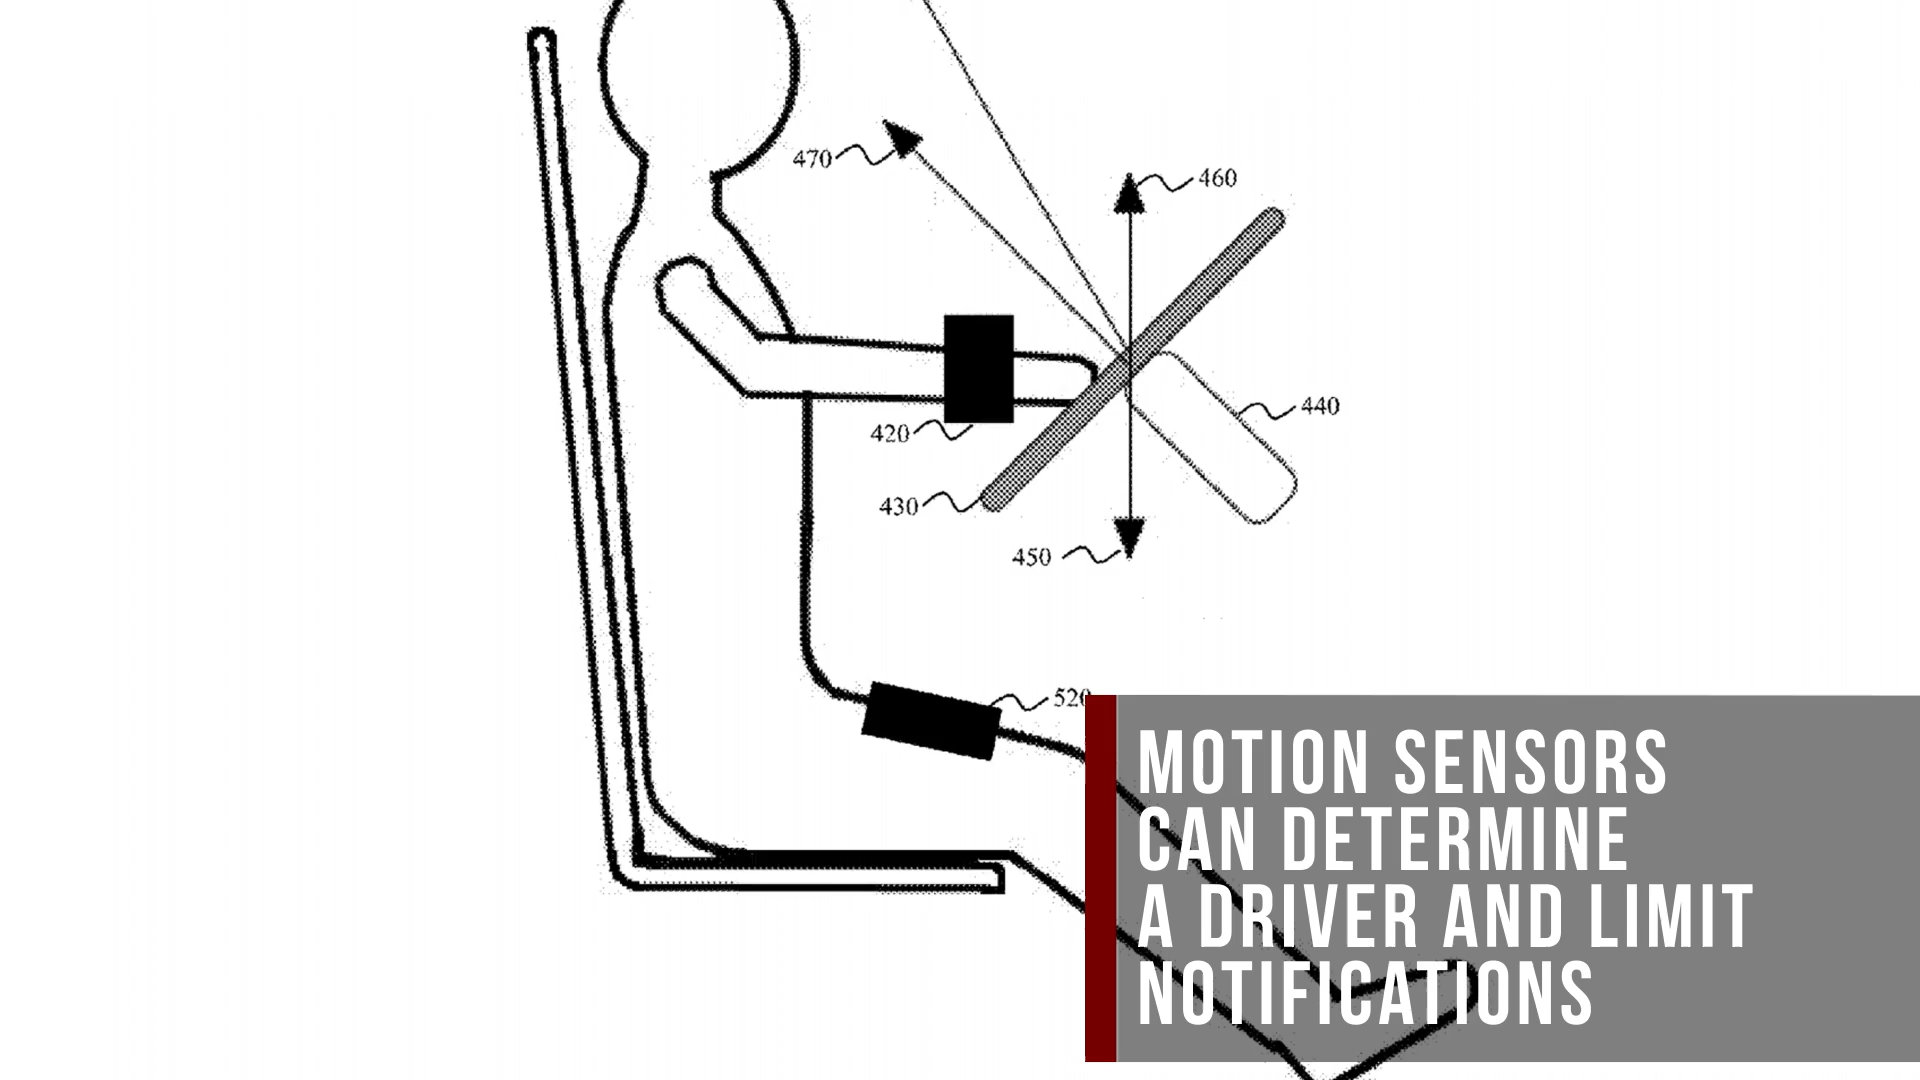 470
460
440
420
430
450
520
MOTION SENSORS
CAN DETERMINE
A DRIVER AND LIMIT
NOTIFICATIONS